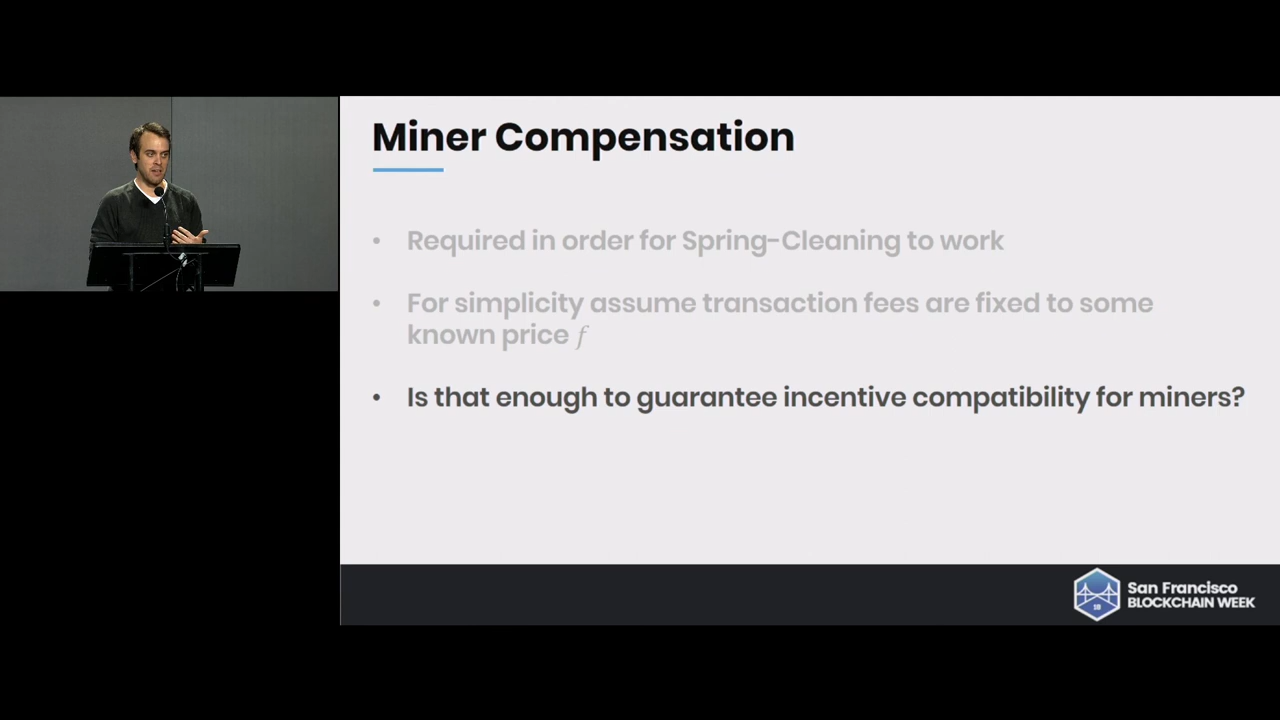 Miner Compensation
• Required in order for Spring-Cleaning to work
• For simplicity assume transaction fees are fixed to some
known price f
• Is that enough to guarantee incentive compatibility for miners?
18
San Francisco
BLOCKCHAIN WEEK